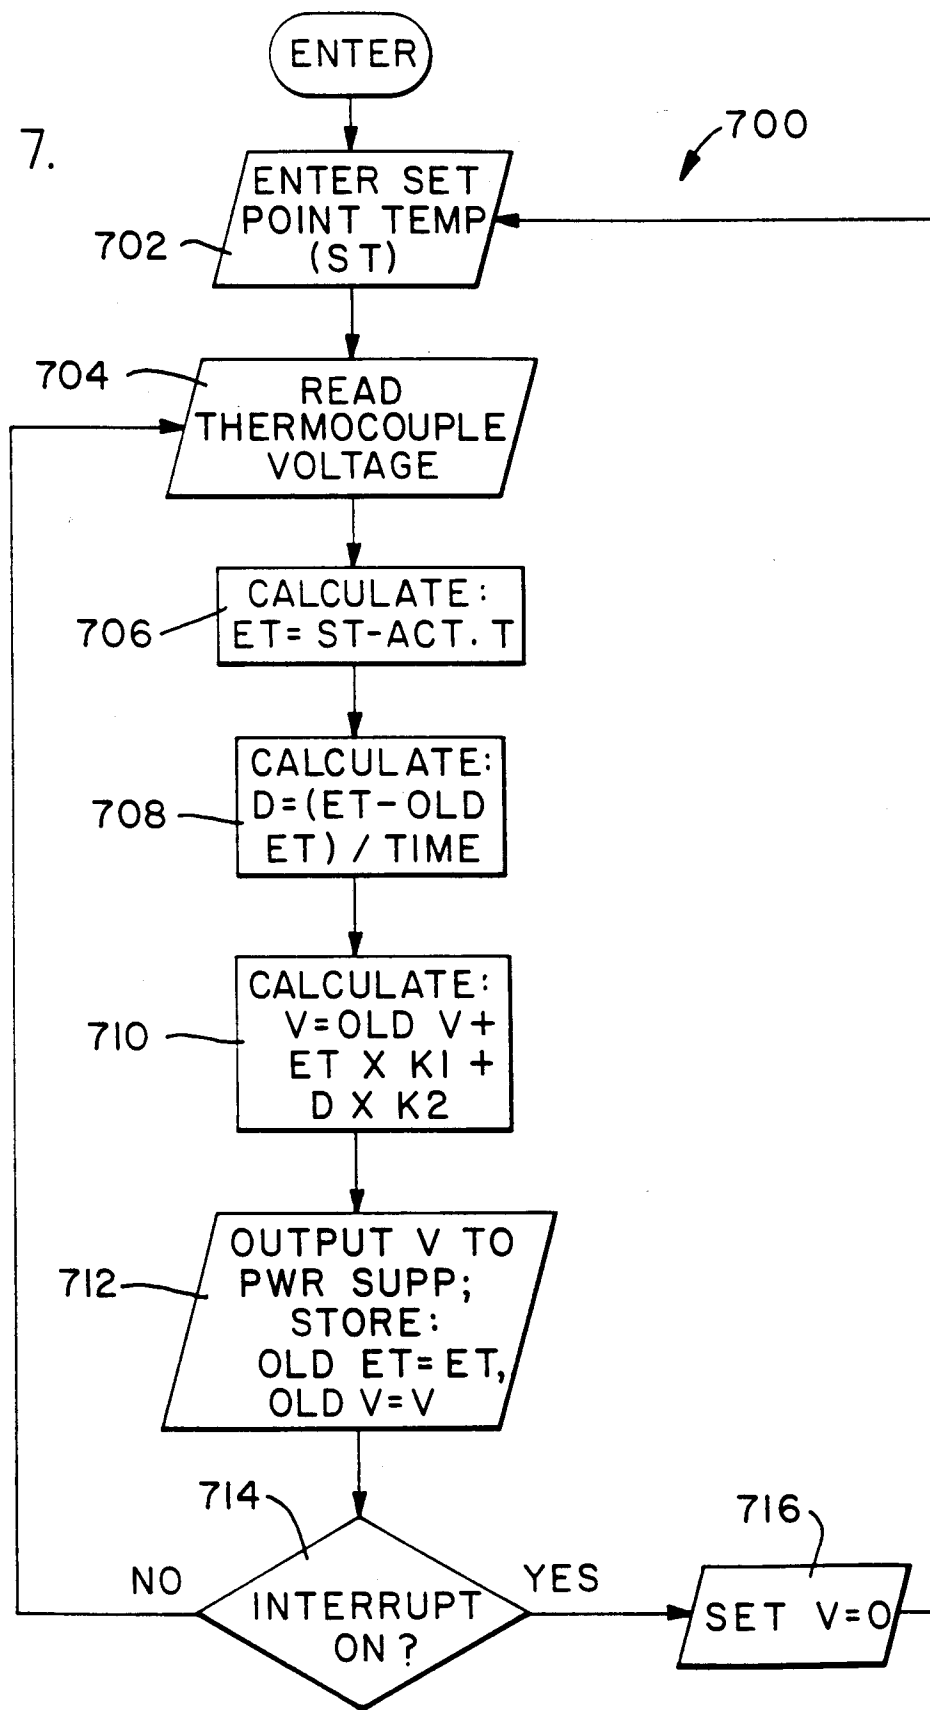 ENTER
7.
700
ENTER SET
POINT TEMP
(ST)
702
704
READ
THERMOCOUPLE
VOLTAGE
CALCULATE:
ET= ST-ACT. T
706
CALCULATE:
D=(ET-OLD
ET) / TIME
708
CALCULATE:
V=OLD V+
ET X K1 +
D X K2
710
OUTPUT V TO
PWR SUPP;
STORE:
OLD ET=ET,
OLD V=V
712
714
716
NO
YES
INTERRUPT
ON?
SET V=0